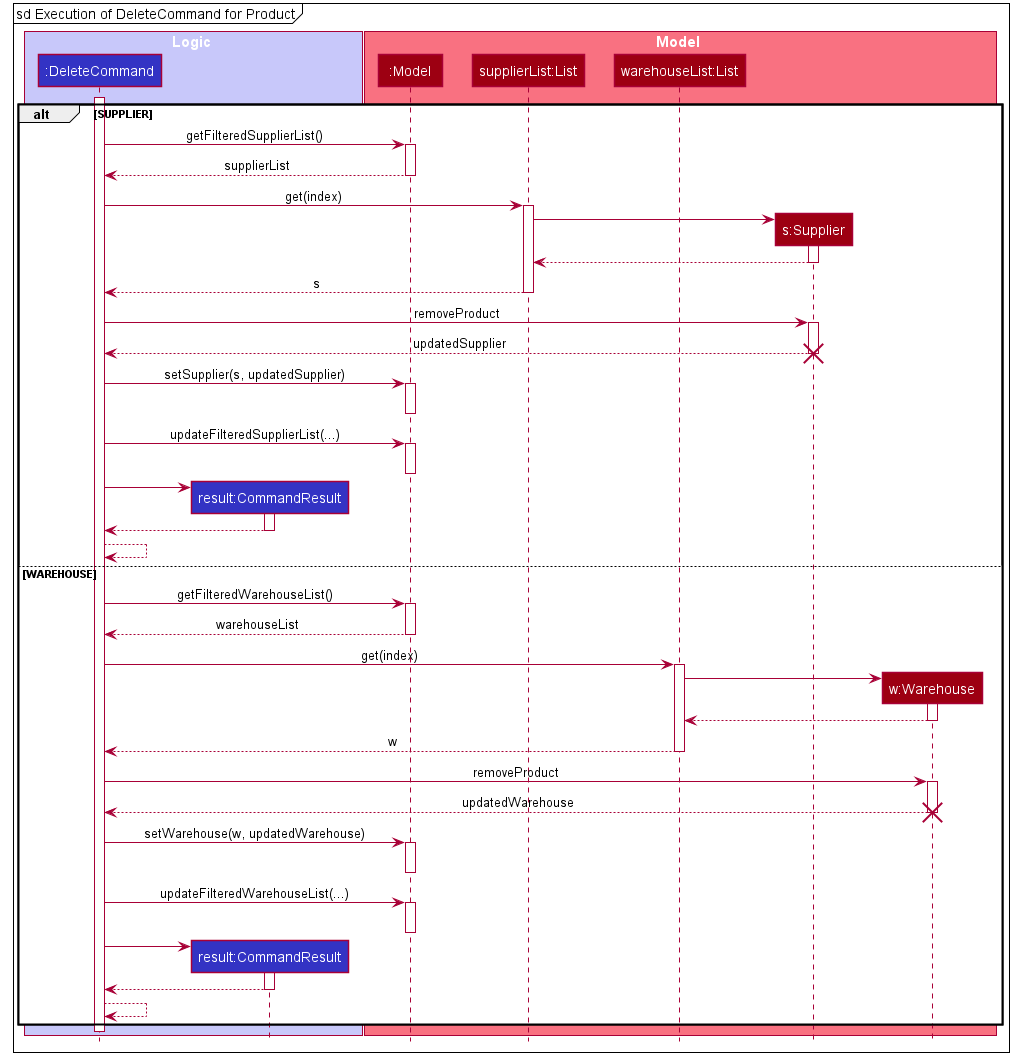 sd Execution of DeleteCommand for Product
Logic
Model
:DeleteCommand
:Model
supplierList:List
warehouseList:List
alt
[SUPPLIER]
getFilteredSupplierList()
supplierList
get(index)
s:Supplier
s
removeProduct
updatedSupplier
setSupplier(s, updatedSupplier)
updateFilteredSupplierList(...)
result:CommandResult
[WAREHOUSE]
getFilteredWarehouseList()
warehouseList
get(index)
w:Warehouse
w
removeProduct
updatedWarehouse
setWarehouse(w, updatedWarehouse)
updateFilteredWarehouseList(...)
result:CommandResult